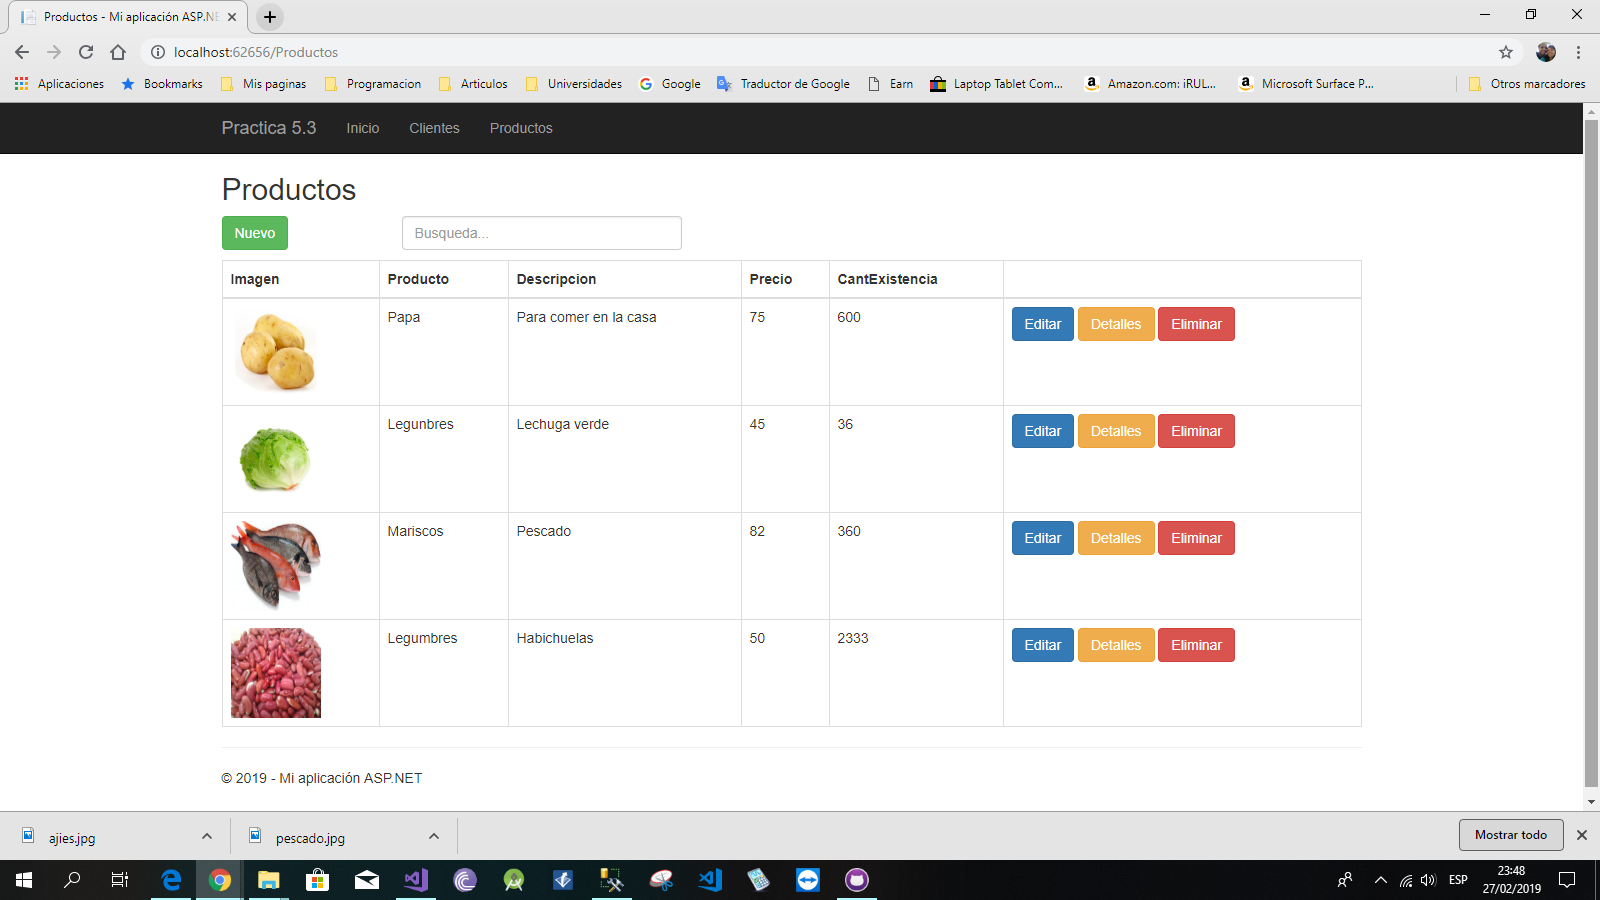 Productos - Mi aplicación ASP.NE
localhost:62656/Productos
Aplicaciones Bookmarks Mis paginas Programacion Articulos Universidades Google Traductor de Google Earn Laptop Tablet Com... Amazon.com: iRUL... Microsoft Surface P... Otros marcadores
Practica 5.3 Inicio Clientes Productos
Productos
Nuevo Busqueda...
Imagen Producto Descripcion Precio CantExistencia
Papa Para comer en la casa 75 600 Editar Detalles Eliminar
Legunbres Lechuga verde 45 36 Editar Detalles Eliminar
Mariscos Pescado 82 360 Editar Detalles Eliminar
Legumbres Habichuelas 50 2333 Editar Detalles Eliminar
© 2019 - Mi aplicación ASP.NET
ajies.jpg pescado.jpg Mostrar todo
ESP 23:48
27/02/2019